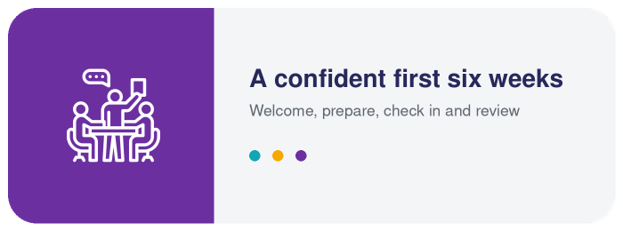 A confident first six weeks
Welcome, prepare, check in and review